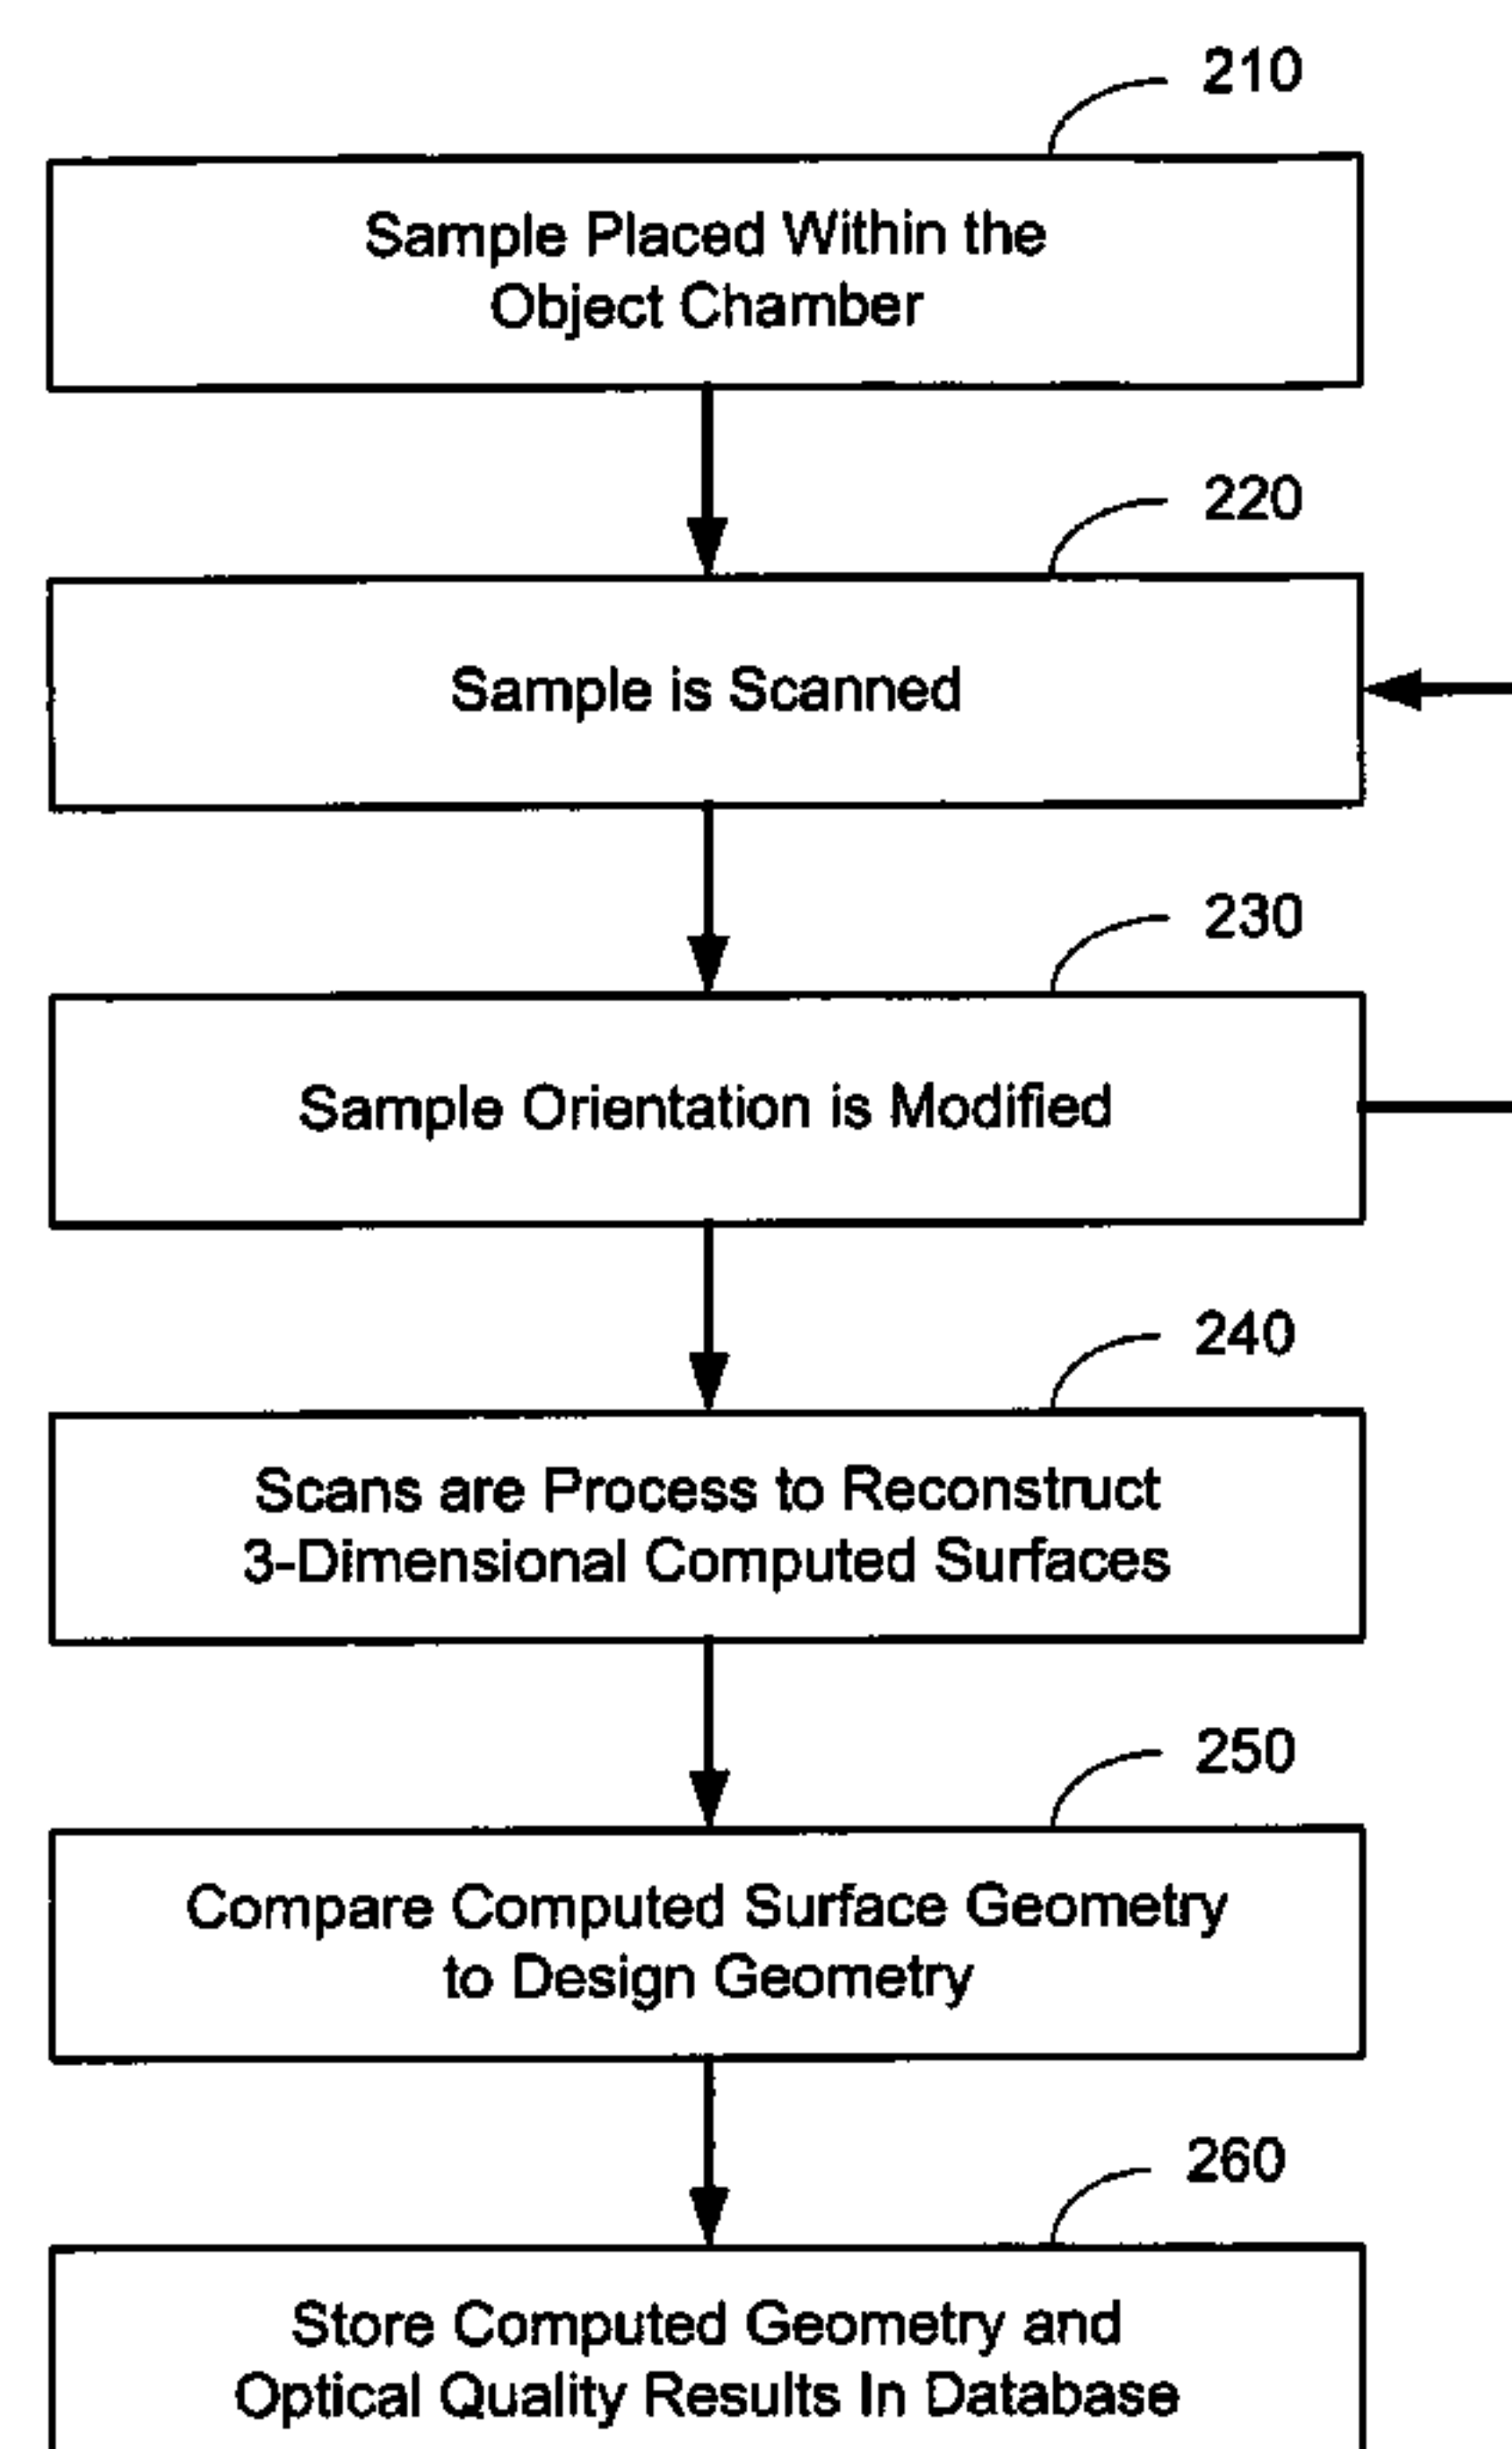 210
Sample Placed Within the
Object Chamber
220
Sample is Scanned
230
Sample Orientation is Modified
240
Scans are Process to Reconstruct
3-Dimensional Computed Surfaces
250
Compare Computed Surface Geometry
to Design Geometry
260
Store Computed Geometry and
Optical Quality Results In Database